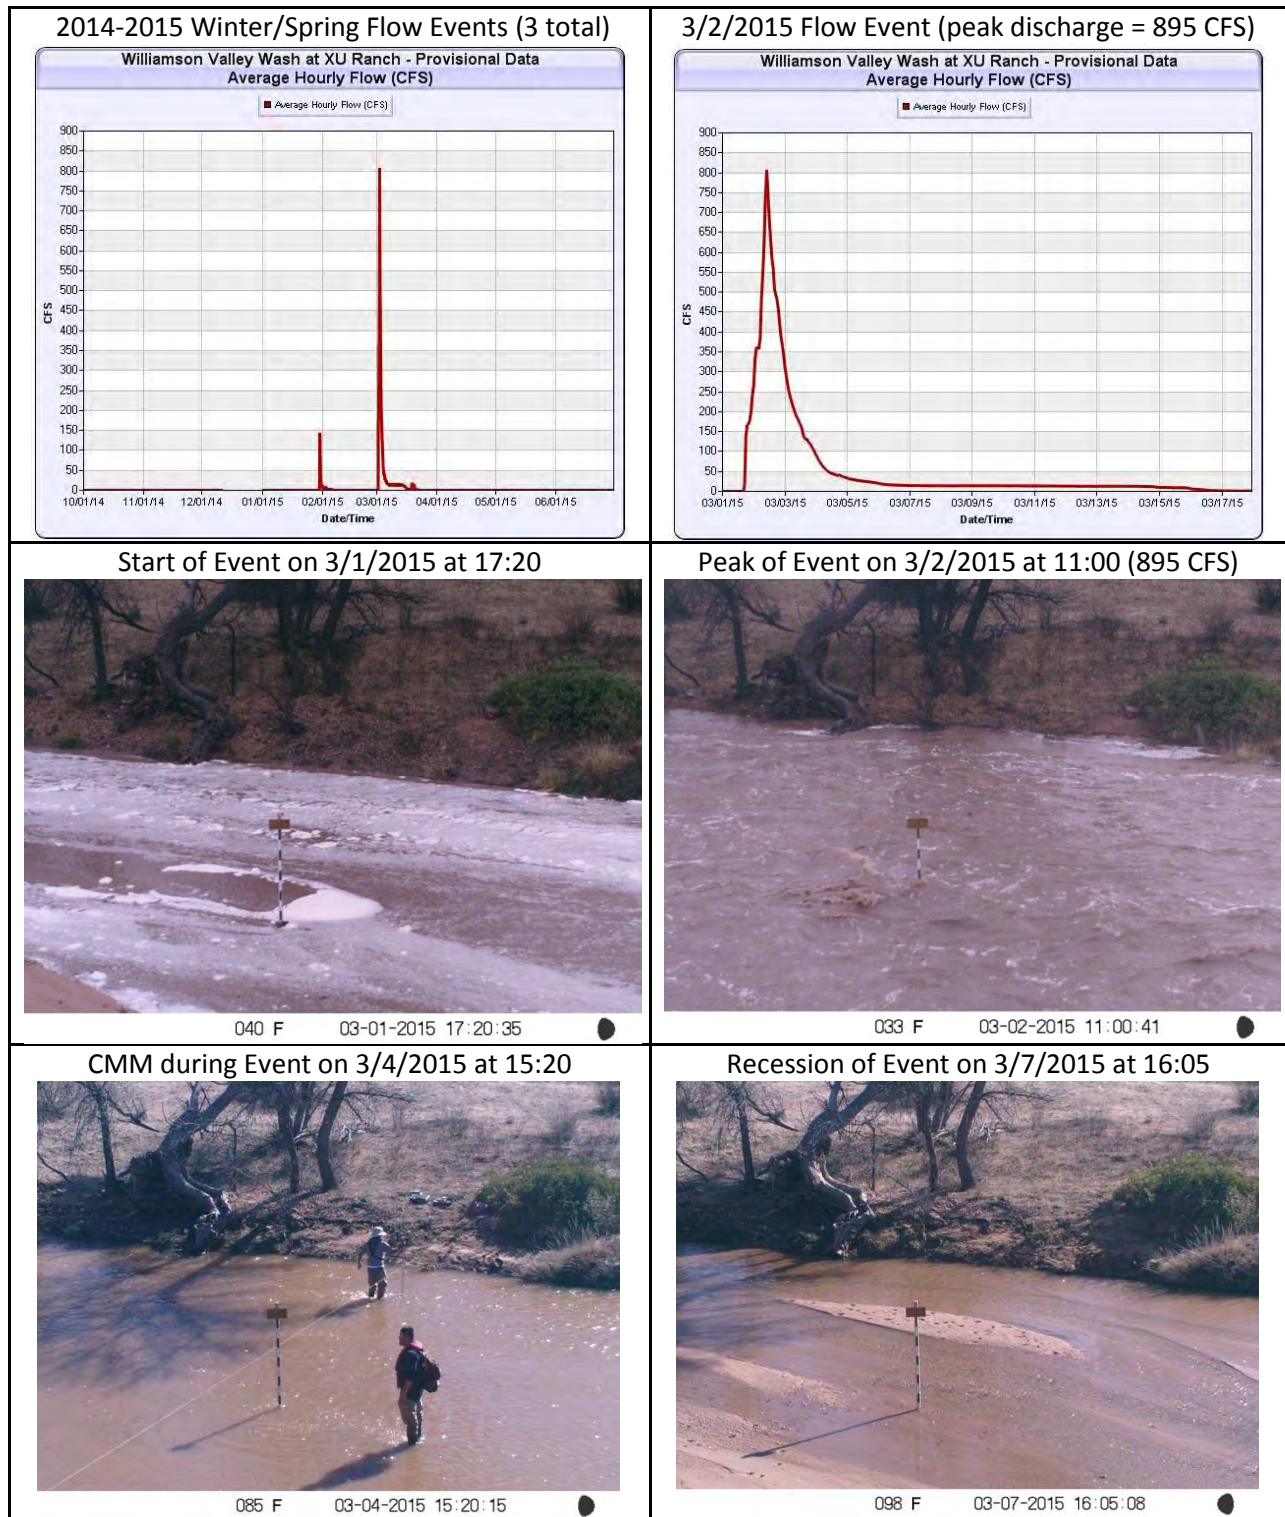 2014-2015 Winter/Spring Flow Events (3 total)
Williamson Valley Wash at XU Ranch - Provisional Data
Average Hourly Flow (CFS)
Average Hourly Flow (CFS)
900
850
800
750
700
650
600
550
500
450
400
350
300
250
200
150
100
50
0
CFS
10/01/14 11/01/14 12/01/14 01/01/15 02/01/15 03/01/15 04/01/15 05/01/15 06/01/15
Date/Time
3/2/2015 Flow Event (peak discharge = 895 CFS)
Williamson Valley Wash at XU Ranch - Provisional Data
Average Hourly Flow (CFS)
Average Hourly Flow (CFS)
900
850
800
750
700
650
600
550
500
450
400
350
300
250
200
150
100
50
0
CFS
03/01/15 03/03/15 03/05/15 03/07/15 03/09/15 03/11/15 03/13/15 03/15/15 03/17/15
Date/Time
Start of Event on 3/1/2015 at 17:20
040 F 03-01-2015 17:20:35
Peak of Event on 3/2/2015 at 11:00 (895 CFS)
033 F 03-02-2015 11:00:41
CMM during Event on 3/4/2015 at 15:20
085 F 03-04-2015 15:20:15
Recession of Event on 3/7/2015 at 16:05
098 F 03-07-2015 16:05:08